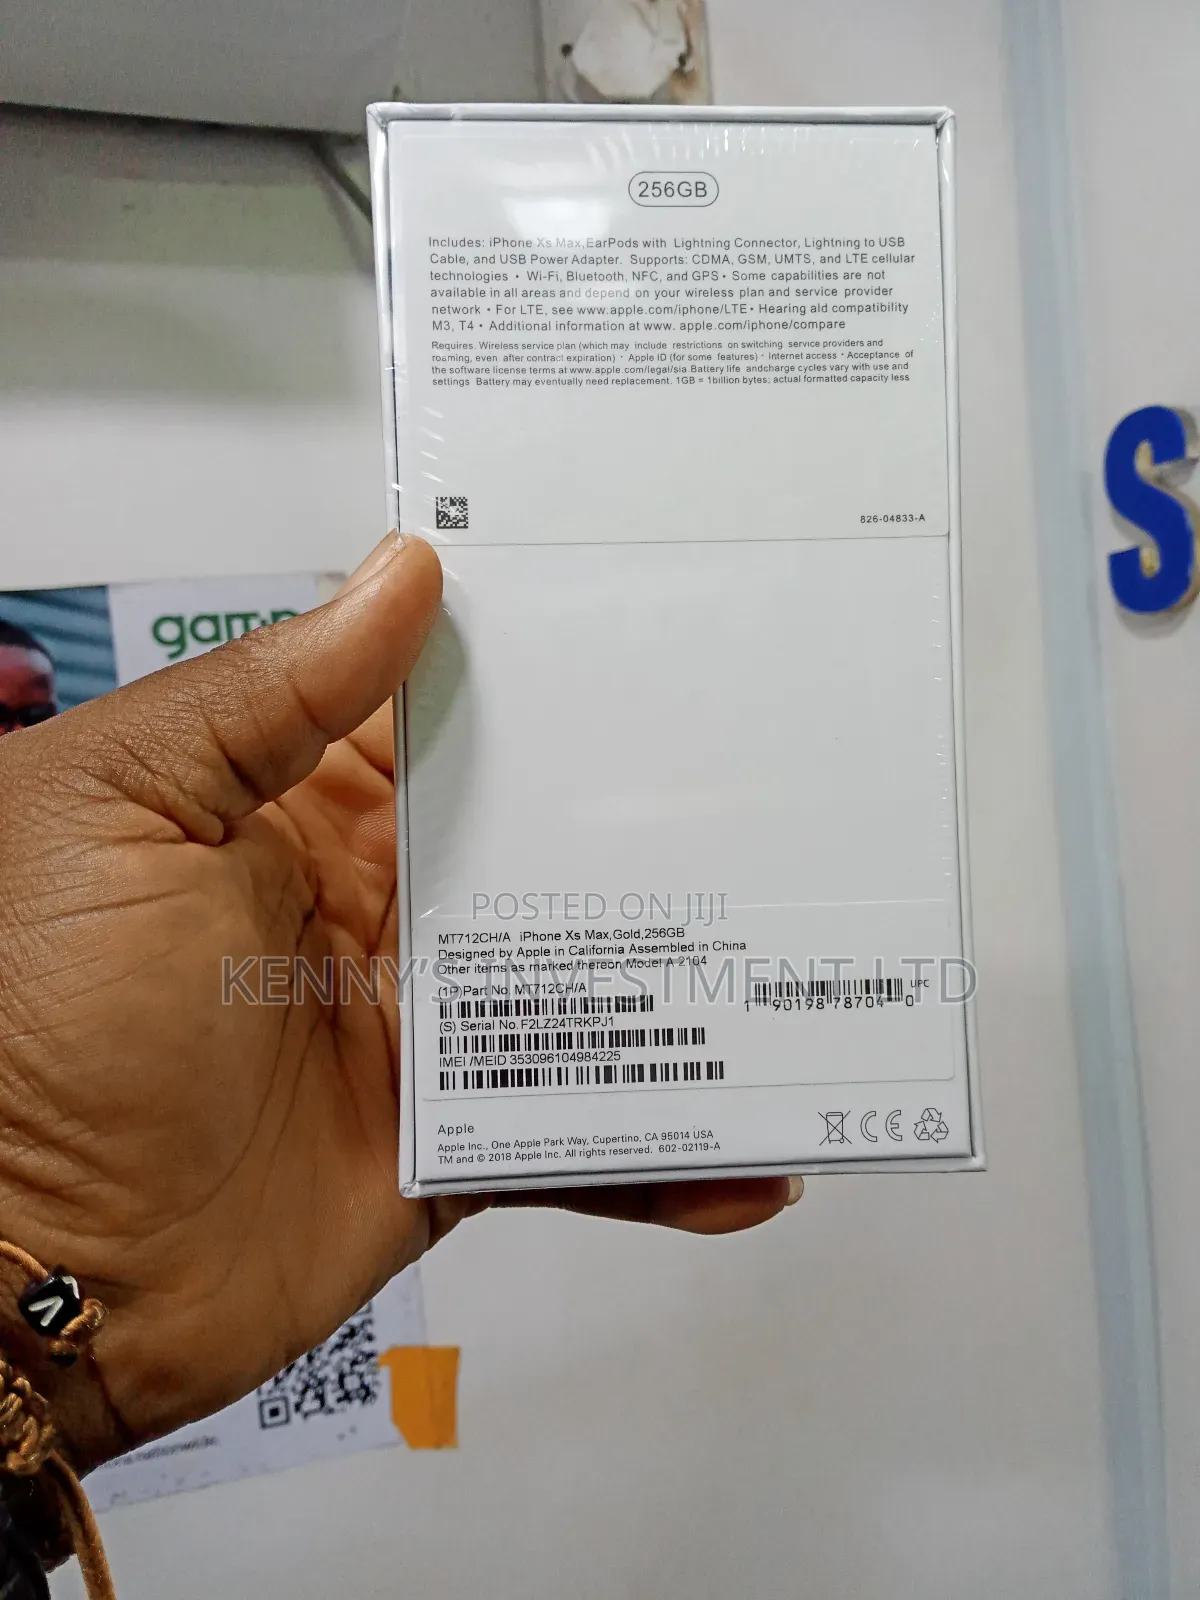 256GB
Includes: iPhone Xs Max,EarPods with Lightning Connector, Lightning to USB
Cable, and USB Power Adapter. Supports: CDMA, GSM, UMTS, and LTE cellular
technologies • Wi-Fi, Bluetooth, NFC, and GPS • Some capabilities are not
available in all areas and depend on your wireless plan and service provider
network • For LTE, see www.apple.com/iphone/LTE • Hearing aid compatibility
M3, T4 • Additional information at www. apple.com/iphone/compare
Requires. Wireless service plan (which may include restrictions on switching service providers and
roaming, even after contract expiration) • Apple ID (for some features) • Internet access • Acceptance of
the software license terms at www.apple.com/legal/sia Battery life andcharge cycles vary with use and
settings Battery may eventually need replacement. 1GB = 1billion bytes; actual formatted capacity less
826-04833-A
S
POSTED ON JIJI
MT712CH/A iPhone Xs Max,Gold,256GB
Designed by Apple in California Assembled in China
Other items as marked thereon Model A 2104
KENNY'S INVESTMENT LTD
(1P)Part No. MT712CH/A
UPC
1 90198 78704 0
(S) Serial No.F2LZ24TRKPJ1
IMEI /MEID 353096104984225
Apple
Apple Inc., One Apple Park Way, Cupertino, CA 95014 USA
TM and © 2018 Apple Inc. All rights reserved. 602-02119-A
CE